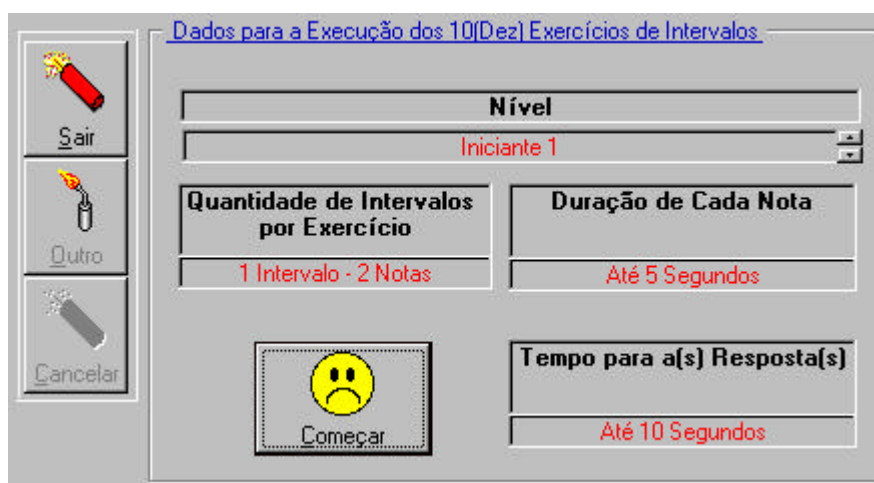 Dados para a Execução dos 10(Dez) Exercícios de Intervalos
Sair
Outro
Cancelar
Nível
Iniciante 1
Quantidade de Intervalos
por Exercício
1 Intervalo - 2 Notas
Duração de Cada Nota
Até 5 Segundos
Começar
Tempo para a(s) Resposta(s)
Até 10 Segundos